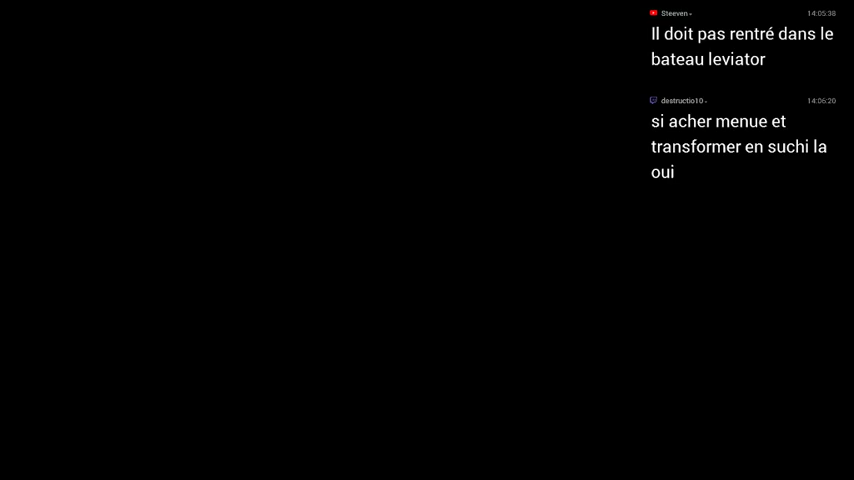 Steeven
14:05:38
Il doit pas rentré dans le
bateau leviator
destructio10
14:06:20
si acher menue et
transformer en suchi la
oui